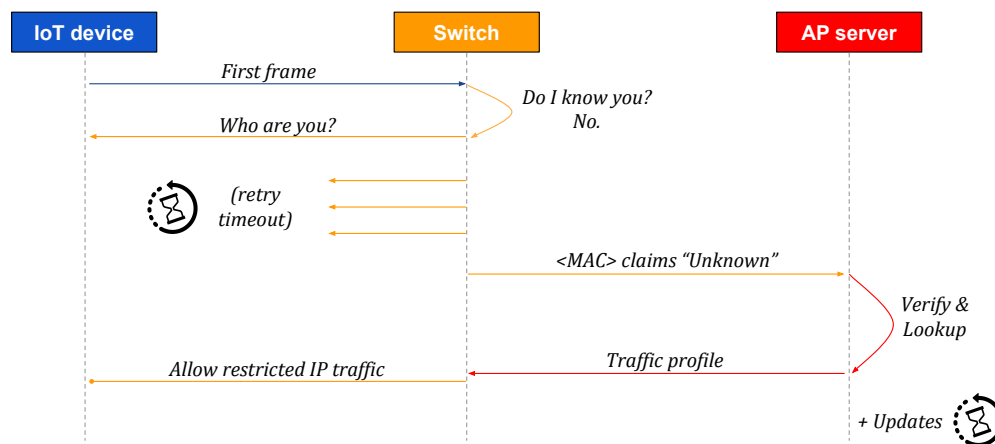 IoT device
Switch
AP server
First frame
Do I know you?
No.
Who are you?
(retry
timeout)
<MAC> claims “Unknown”
Verify &
Lookup
Traffic profile
Allow restricted IP traffic
+ Updates